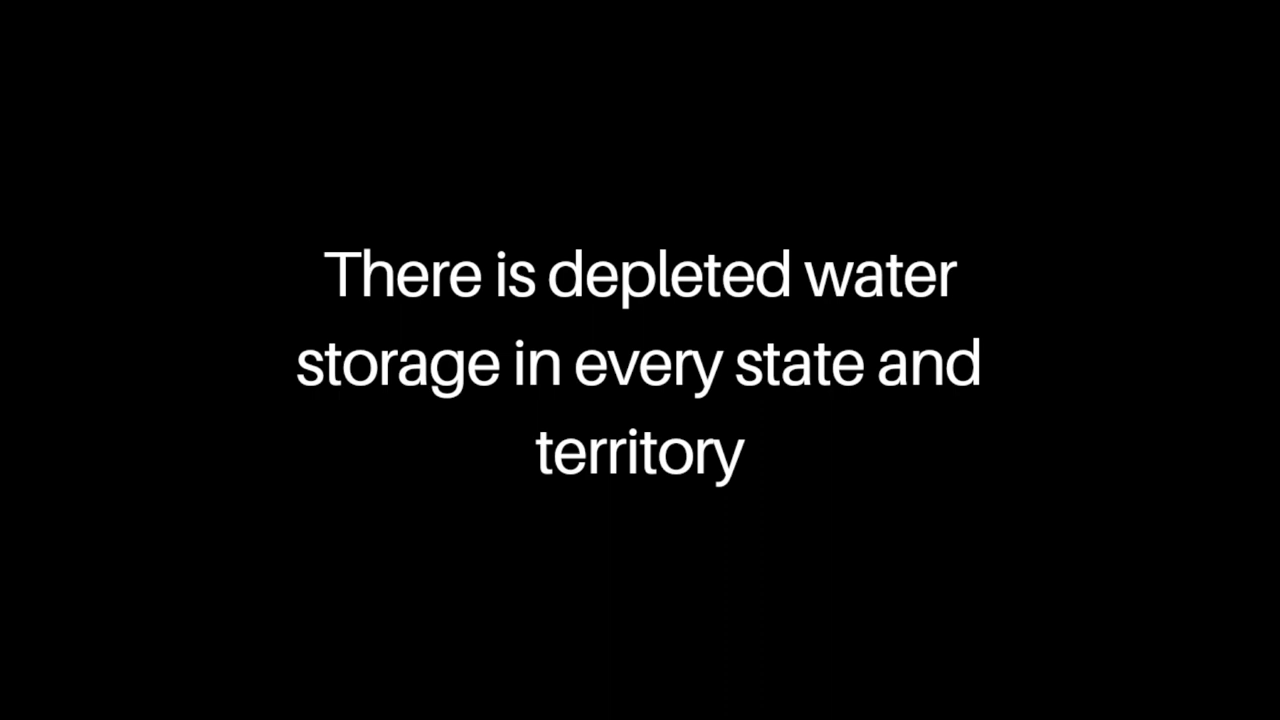 There is depleted water
storage in every state and
territory